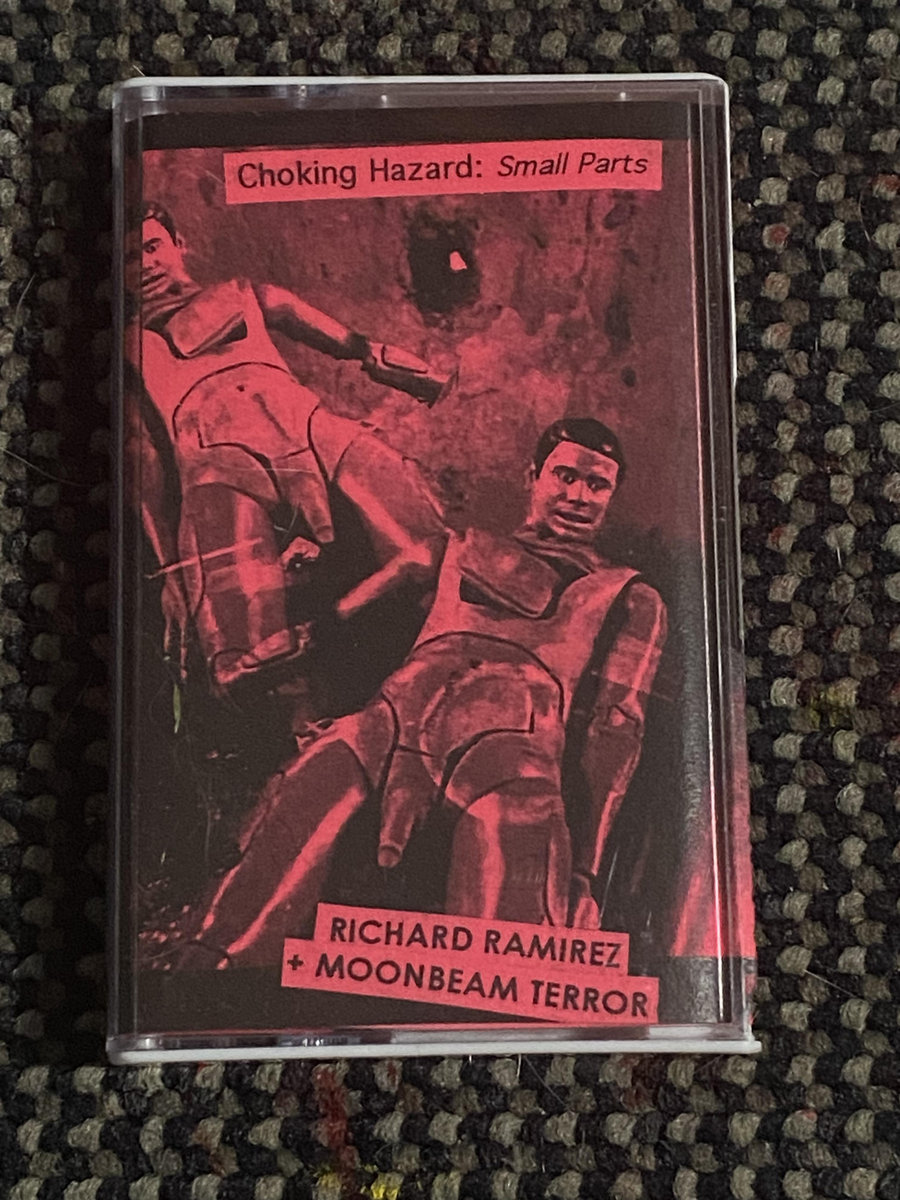 Choking Hazard: Small Parts
RICHARD RAMIREZ
+ MOONBEAM TERROR